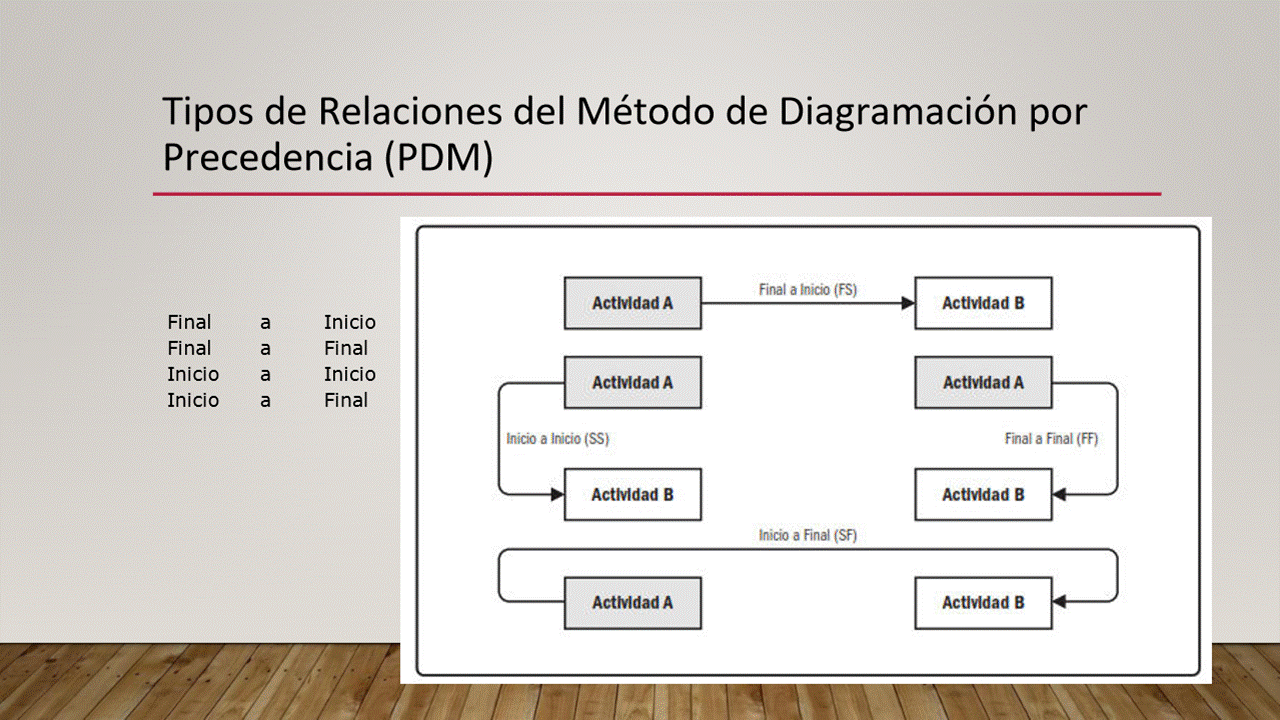 Tipos de Relaciones del Método de Diagramación por
Precedencia (PDM)
Final a Inicio
Final a Final
Inicio a Inicio
Inicio a Final
Actividad A
Final a Inicio (FS)
Actividad B
Actividad A
Actividad A
Inicio a Inicio (SS)
Final a Final (FF)
Actividad B
Actividad B
Inicio a Final (SF)
Actividad A
Actividad B